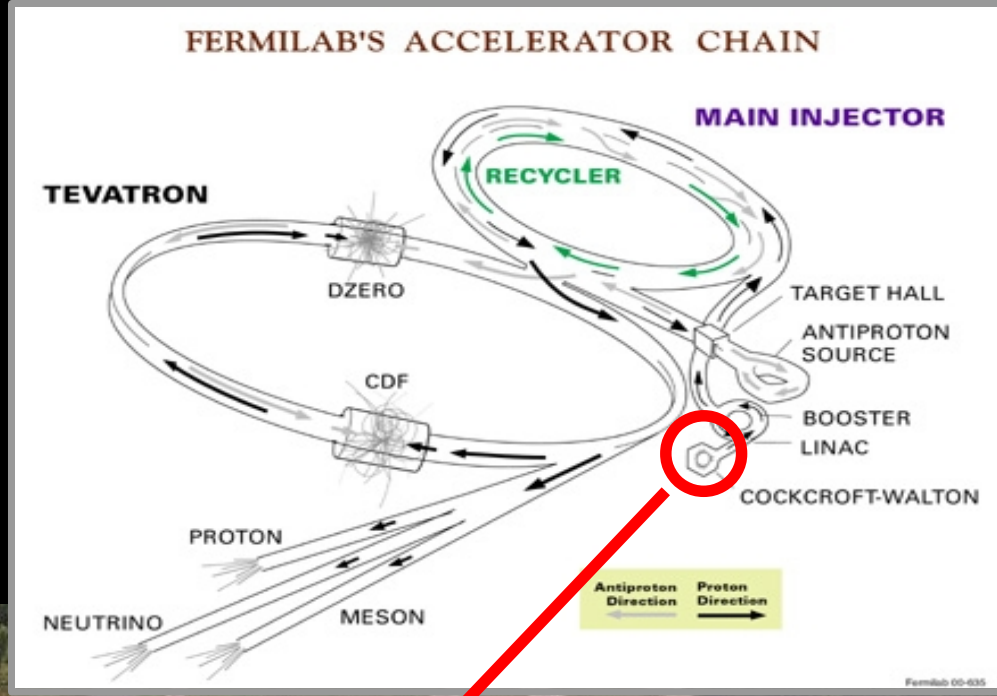 FERMILAB'S ACCELERATOR CHAIN
MAIN INJECTOR
RECYCLER
TEVATRON
DZERO
TARGET HALL
ANTIPROTON
SOURCE
CDF
BOOSTER
LINAC
COCKCROFT-WALTON
PROTON
Antiproton
Direction
Proton
Direction
NEUTRINO
MESON
Fermilab 00-635